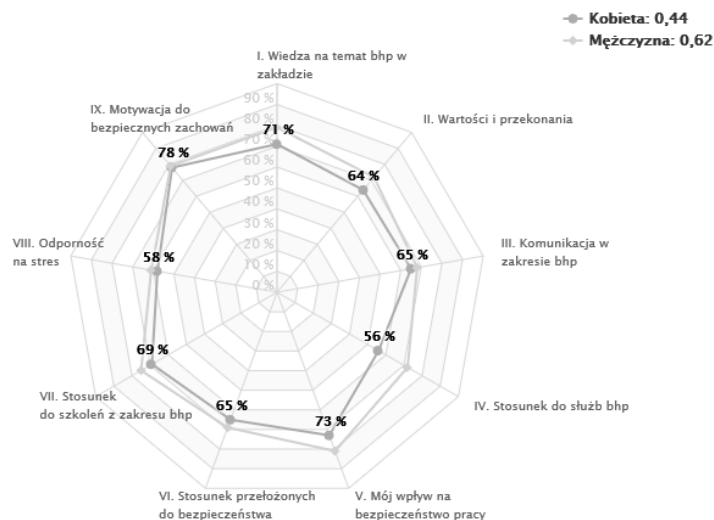 Kobieta: 0,44
Mężczyzna: 0,62
I. Wiedza na temat bhp w
zakładzie
II. Wartości i przekonania
III. Komunikacja w
zakresie bhp
IV. Stosunek do służb bhp
V. Mój wpływ na
bezpieczeństwo pracy
VI. Stosunek przełożonych
do bezpieczeństwa
VII. Stosunek
do szkoleń z zakresu bhp
VIII. Odporność
na stres
IX. Motywacja do
bezpiecznych zachowań
90 %
80 %
70 %
60 %
50 %
40 %
30 %
20 %
10 %
0 %
71 %
64 %
65 %
56 %
73 %
65 %
69 %
58 %
78 %